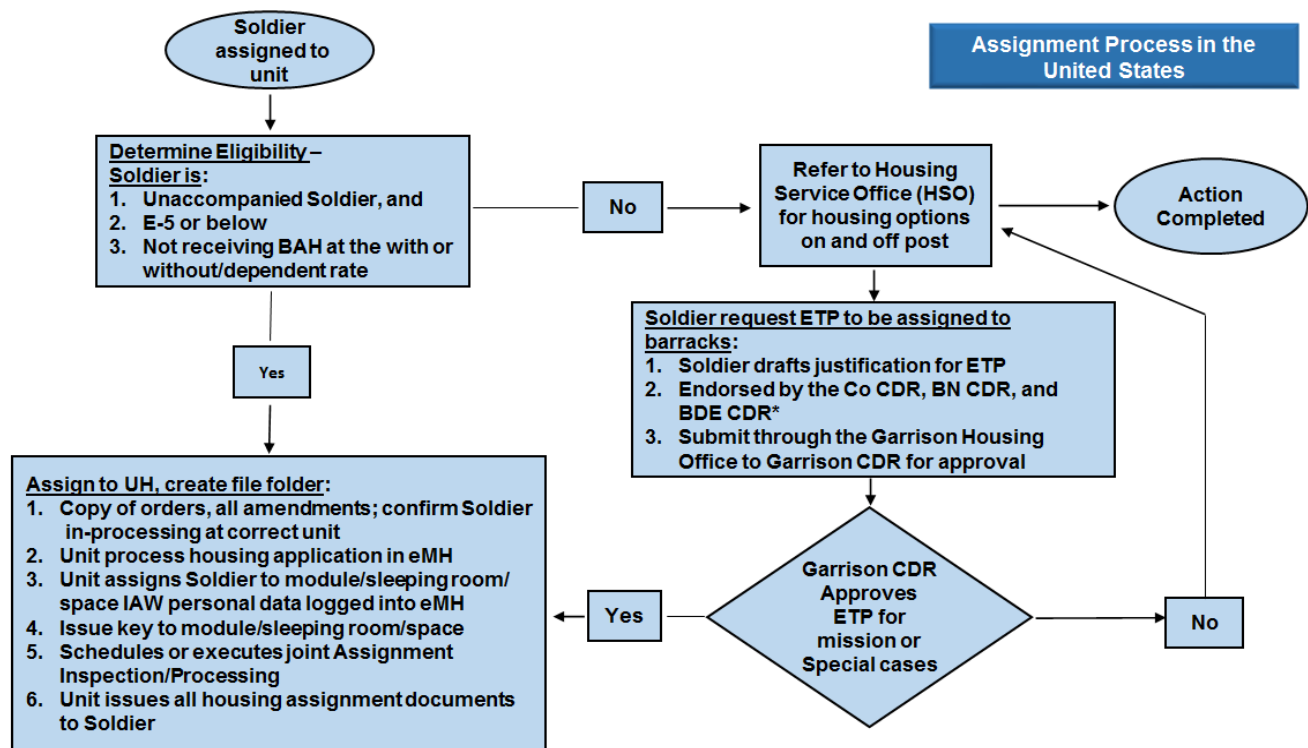 Soldier
assigned to
unit
Assignment Process in the
United States
Determine Eligibility –
Soldier is:
1. Unaccompanied Soldier, and
2. E-5 or below
3. Not receiving BAH at the with or
without/dependent rate
No
Refer to Housing
Service Office (HSO)
for housing options
on and off post
Action
Completed
Yes
Soldier request ETP to be assigned to
barracks:
1. Soldier drafts justification for ETP
2. Endorsed by the Co CDR, BN CDR, and
BDE CDR*
3. Submit through the Garrison Housing
Office to Garrison CDR for approval
Assign to UH, create file folder:
1. Copy of orders, all amendments; confirm Soldier
in-processing at correct unit
2. Unit process housing application in eMH
3. Unit assigns Soldier to module/sleeping room/
space IAW personal data logged into eMH
4. Issue key to module/sleeping room/space
5. Schedules or executes joint Assignment
Inspection/Processing
6. Unit issues all housing assignment documents
to Soldier
Yes
Garrison CDR
Approves
ETP for
mission or
Special cases
No